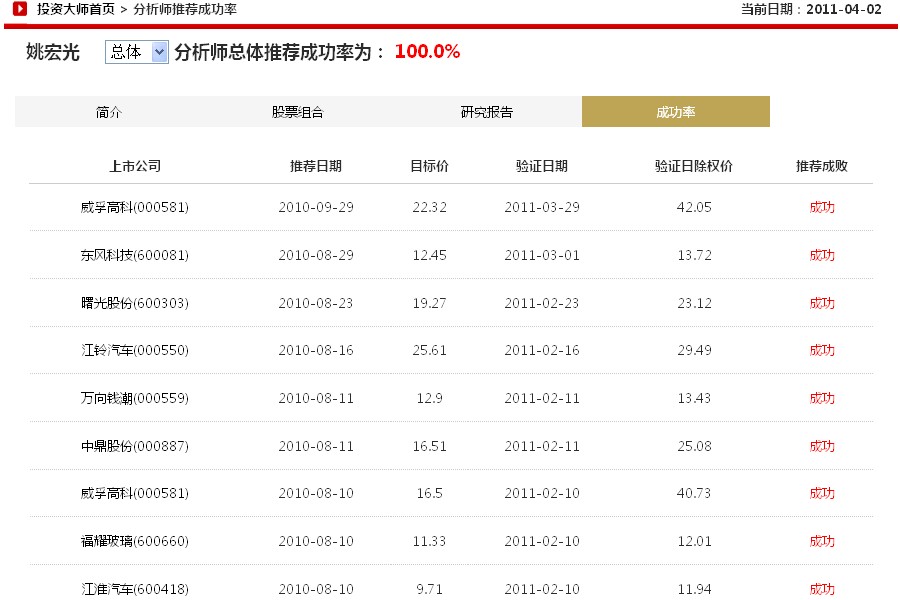 投资大师首页 > 分析师推荐成功率 当前日期：2011-04-02
姚宏光 总体 分析师总体推荐成功率为： 100.0%
简介 股票组合 研究报告 成功率
上市公司 推荐日期 目标价 验证日期 验证日除权价 推荐成败
威孚高科(000581) 2010-09-29 22.32 2011-03-29 42.05 成功
东风科技(600081) 2010-08-29 12.45 2011-03-01 13.72 成功
曙光股份(600303) 2010-08-23 19.27 2011-02-23 23.12 成功
江铃汽车(000550) 2010-08-16 25.61 2011-02-16 29.49 成功
万向钱潮(000559) 2010-08-11 12.9 2011-02-11 13.43 成功
中鼎股份(000887) 2010-08-11 16.51 2011-02-11 25.08 成功
威孚高科(000581) 2010-08-10 16.5 2011-02-10 40.73 成功
福耀玻璃(600660) 2010-08-10 11.33 2011-02-10 12.01 成功
江淮汽车(600418) 2010-08-10 9.71 2011-02-10 11.94 成功